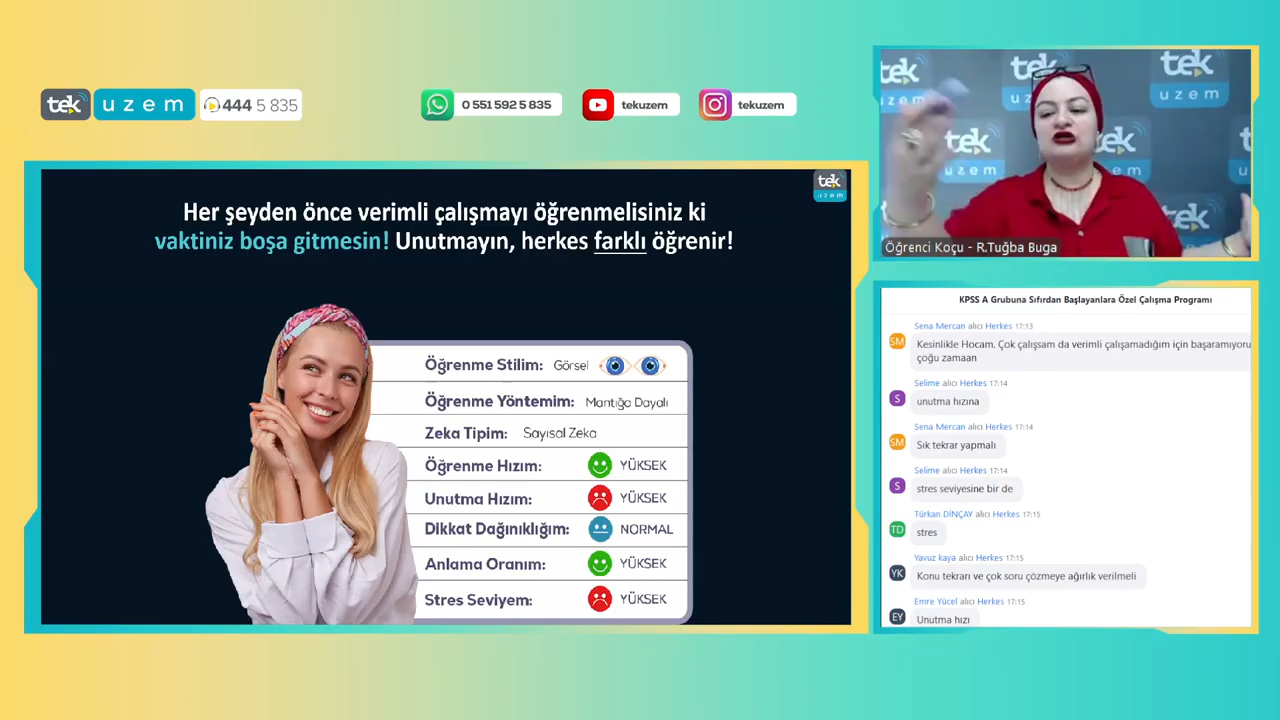 tek uzem 444 5 835
0 551 592 5 835
tekuzem
tekuzem
tek uzem
Her şeyden önce verimli çalışmayı öğrenmelisiniz ki
vaktiniz boşa gitmesin! Unutmayın, herkes farklı öğrenir!
Öğrenme Stilim: Görsel
Öğrenme Yöntemim: Mantığa Dayalı
Zeka Tipim: Sayısal Zeka
Öğrenme Hızım: YÜKSEK
Unutma Hızım: YÜKSEK
Dikkat Dağınıklığım: NORMAL
Anlama Oranım: YÜKSEK
Stres Seviyem: YÜKSEK
tek
tek uzem
tek uzem
tek
Öğrenci Koçu - R.Tuğba Buga
KPSS A Grubuna Sıfırdan Başlayanlara Özel Çalışma Programı
Sena Mercan alıcı Herkes 17:13
SM
Kesinlikle Hocam. Çok çalışsam da verimli çalışamadığım için başaramıyoru
çoğu zamaan
Selime alıcı Herkes 17:14
S
unutma hızına
Sena Mercan alıcı Herkes 17:14
SM
Sık tekrar yapmalı
Selime alıcı Herkes 17:14
S
stres seviyesine bir de
Türkan DİNÇAY alıcı Herkes 17:15
TD
stres
Yavuz kaya alıcı Herkes 17:15
YK
Konu tekrarı ve çok soru çözmeye ağırlık verilmeli
Emre Yücel alıcı Herkes 17:15
EY
Unutma hızı